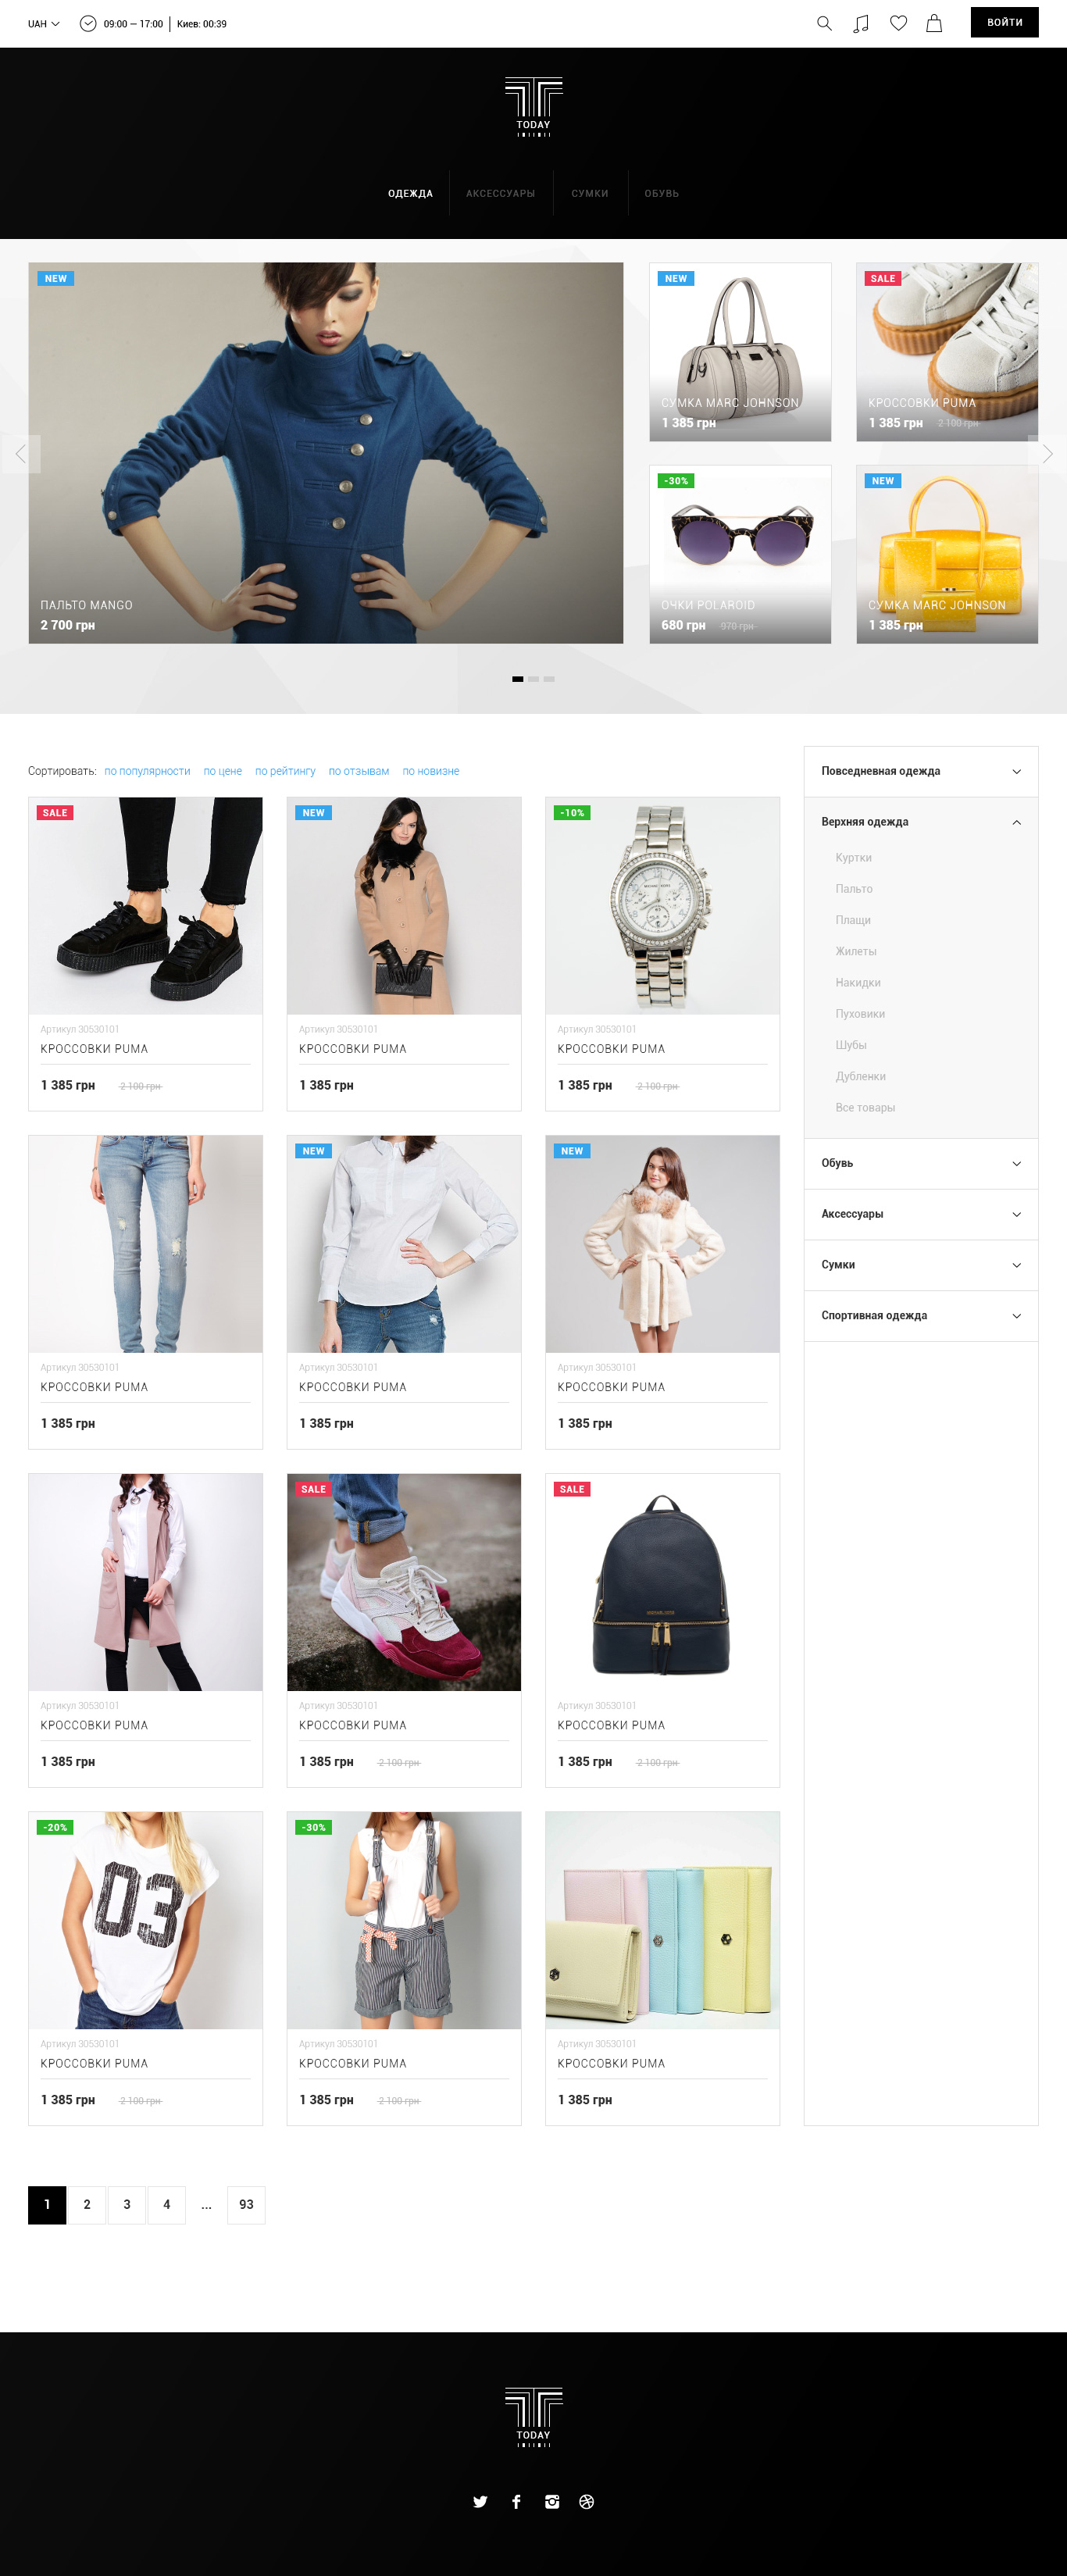 UAH 09:00 — 17:00 | Киев: 00:39 ВОЙТИ
TODAY
ОДЕЖДА АКСЕССУАРЫ СУМКИ ОБУВЬ
NEW
ПАЛЬТО MANGO
2 700 грн
NEW
СУМКА MARC JOHNSON
1 385 грн
SALE
КРОССОВКИ PUMA
1 385 грн 2 100 грн
-30%
ОЧКИ POLAROID
680 грн 970 грн
NEW
СУМКА MARC JOHNSON
1 385 грн
Сортировать: по популярности по цене по рейтингу по отзывам по новизне
SALE
Артикул 30530101
КРОССОВКИ PUMA
1 385 грн 2 100 грн
NEW
Артикул 30530101
КРОССОВКИ PUMA
1 385 грн
-10%
Артикул 30530101
КРОССОВКИ PUMA
1 385 грн 2 100 грн
Артикул 30530101
КРОССОВКИ PUMA
1 385 грн
NEW
Артикул 30530101
КРОССОВКИ PUMA
1 385 грн
NEW
Артикул 30530101
КРОССОВКИ PUMA
1 385 грн
Артикул 30530101
КРОССОВКИ PUMA
1 385 грн
SALE
Артикул 30530101
КРОССОВКИ PUMA
1 385 грн 2 100 грн
SALE
Артикул 30530101
КРОССОВКИ PUMA
1 385 грн 2 100 грн
-20%
03
Артикул 30530101
КРОССОВКИ PUMA
1 385 грн 2 100 грн
-30%
Артикул 30530101
КРОССОВКИ PUMA
1 385 грн 2 100 грн
Артикул 30530101
КРОССОВКИ PUMA
1 385 грн
Повседневная одежда
Верхняя одежда
Куртки
Пальто
Плащи
Жилеты
Накидки
Пуховики
Шубы
Дубленки
Все товары
Обувь
Аксессуары
Сумки
Спортивная одежда
1 2 3 4 ... 93
TODAY